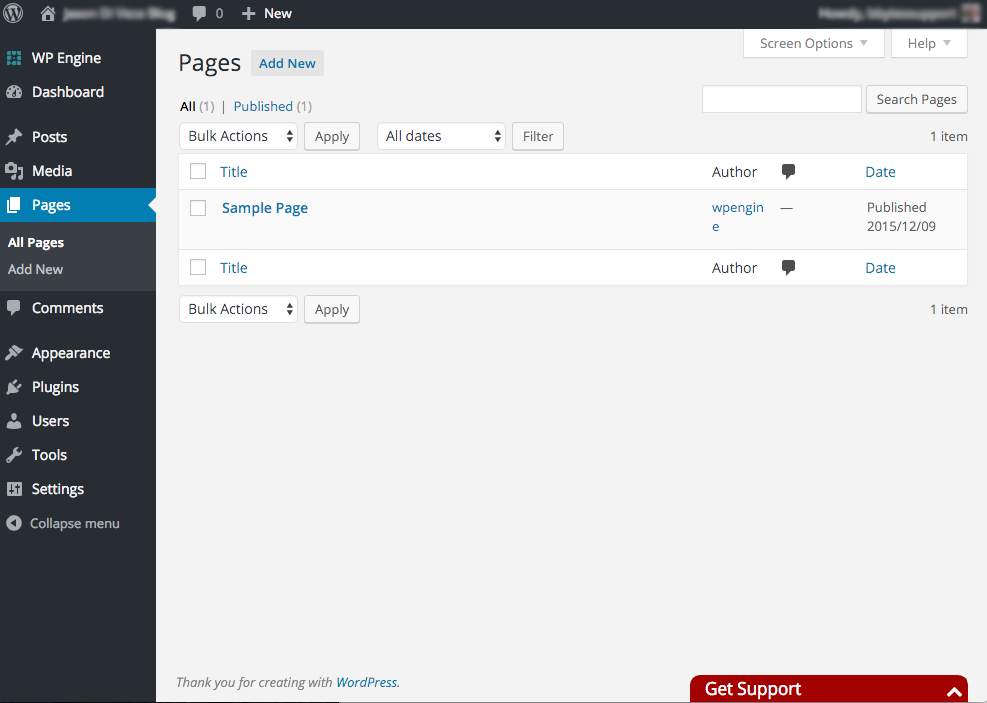 0 New
WP Engine
Dashboard
Posts
Media
Pages
All Pages
Add New
Comments
Appearance
Plugins
Users
Tools
Settings
Collapse menu
Screen Options Help
Pages Add New
All (1) | Published (1)
Search Pages
Bulk Actions Apply All dates Filter 1 item
Title Author Date
Sample Page wpengin — Published
e 2015/12/09
Title Author Date
Bulk Actions Apply 1 item
Thank you for creating with WordPress.
Get Support